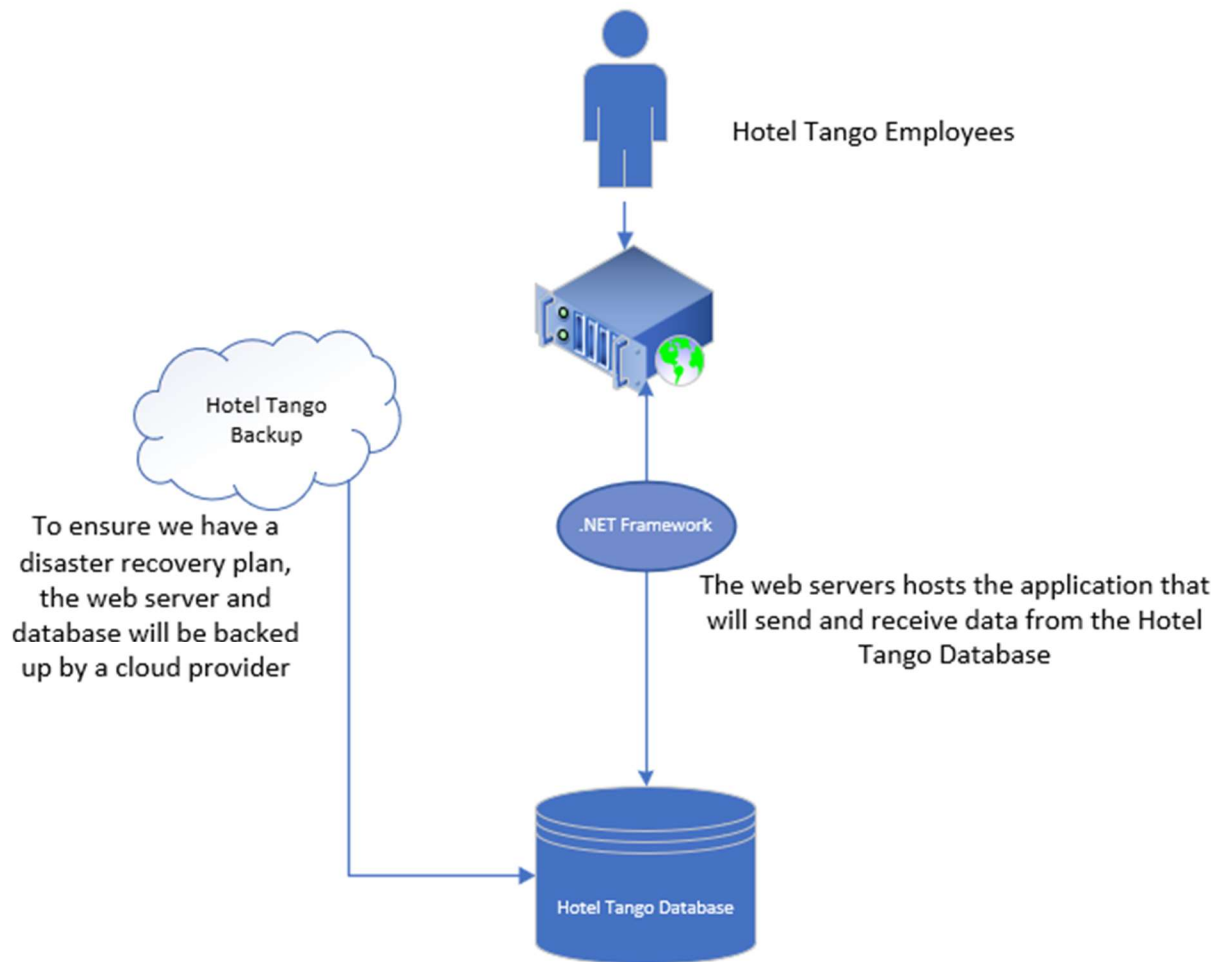 Hotel Tango Employees
Hotel Tango
Backup
To ensure we have a
disaster recovery plan,
the web server and
database will be backed
up by a cloud provider
.NET Framework
The web servers hosts the application that
will send and receive data from the Hotel
Tango Database
Hotel Tango Database